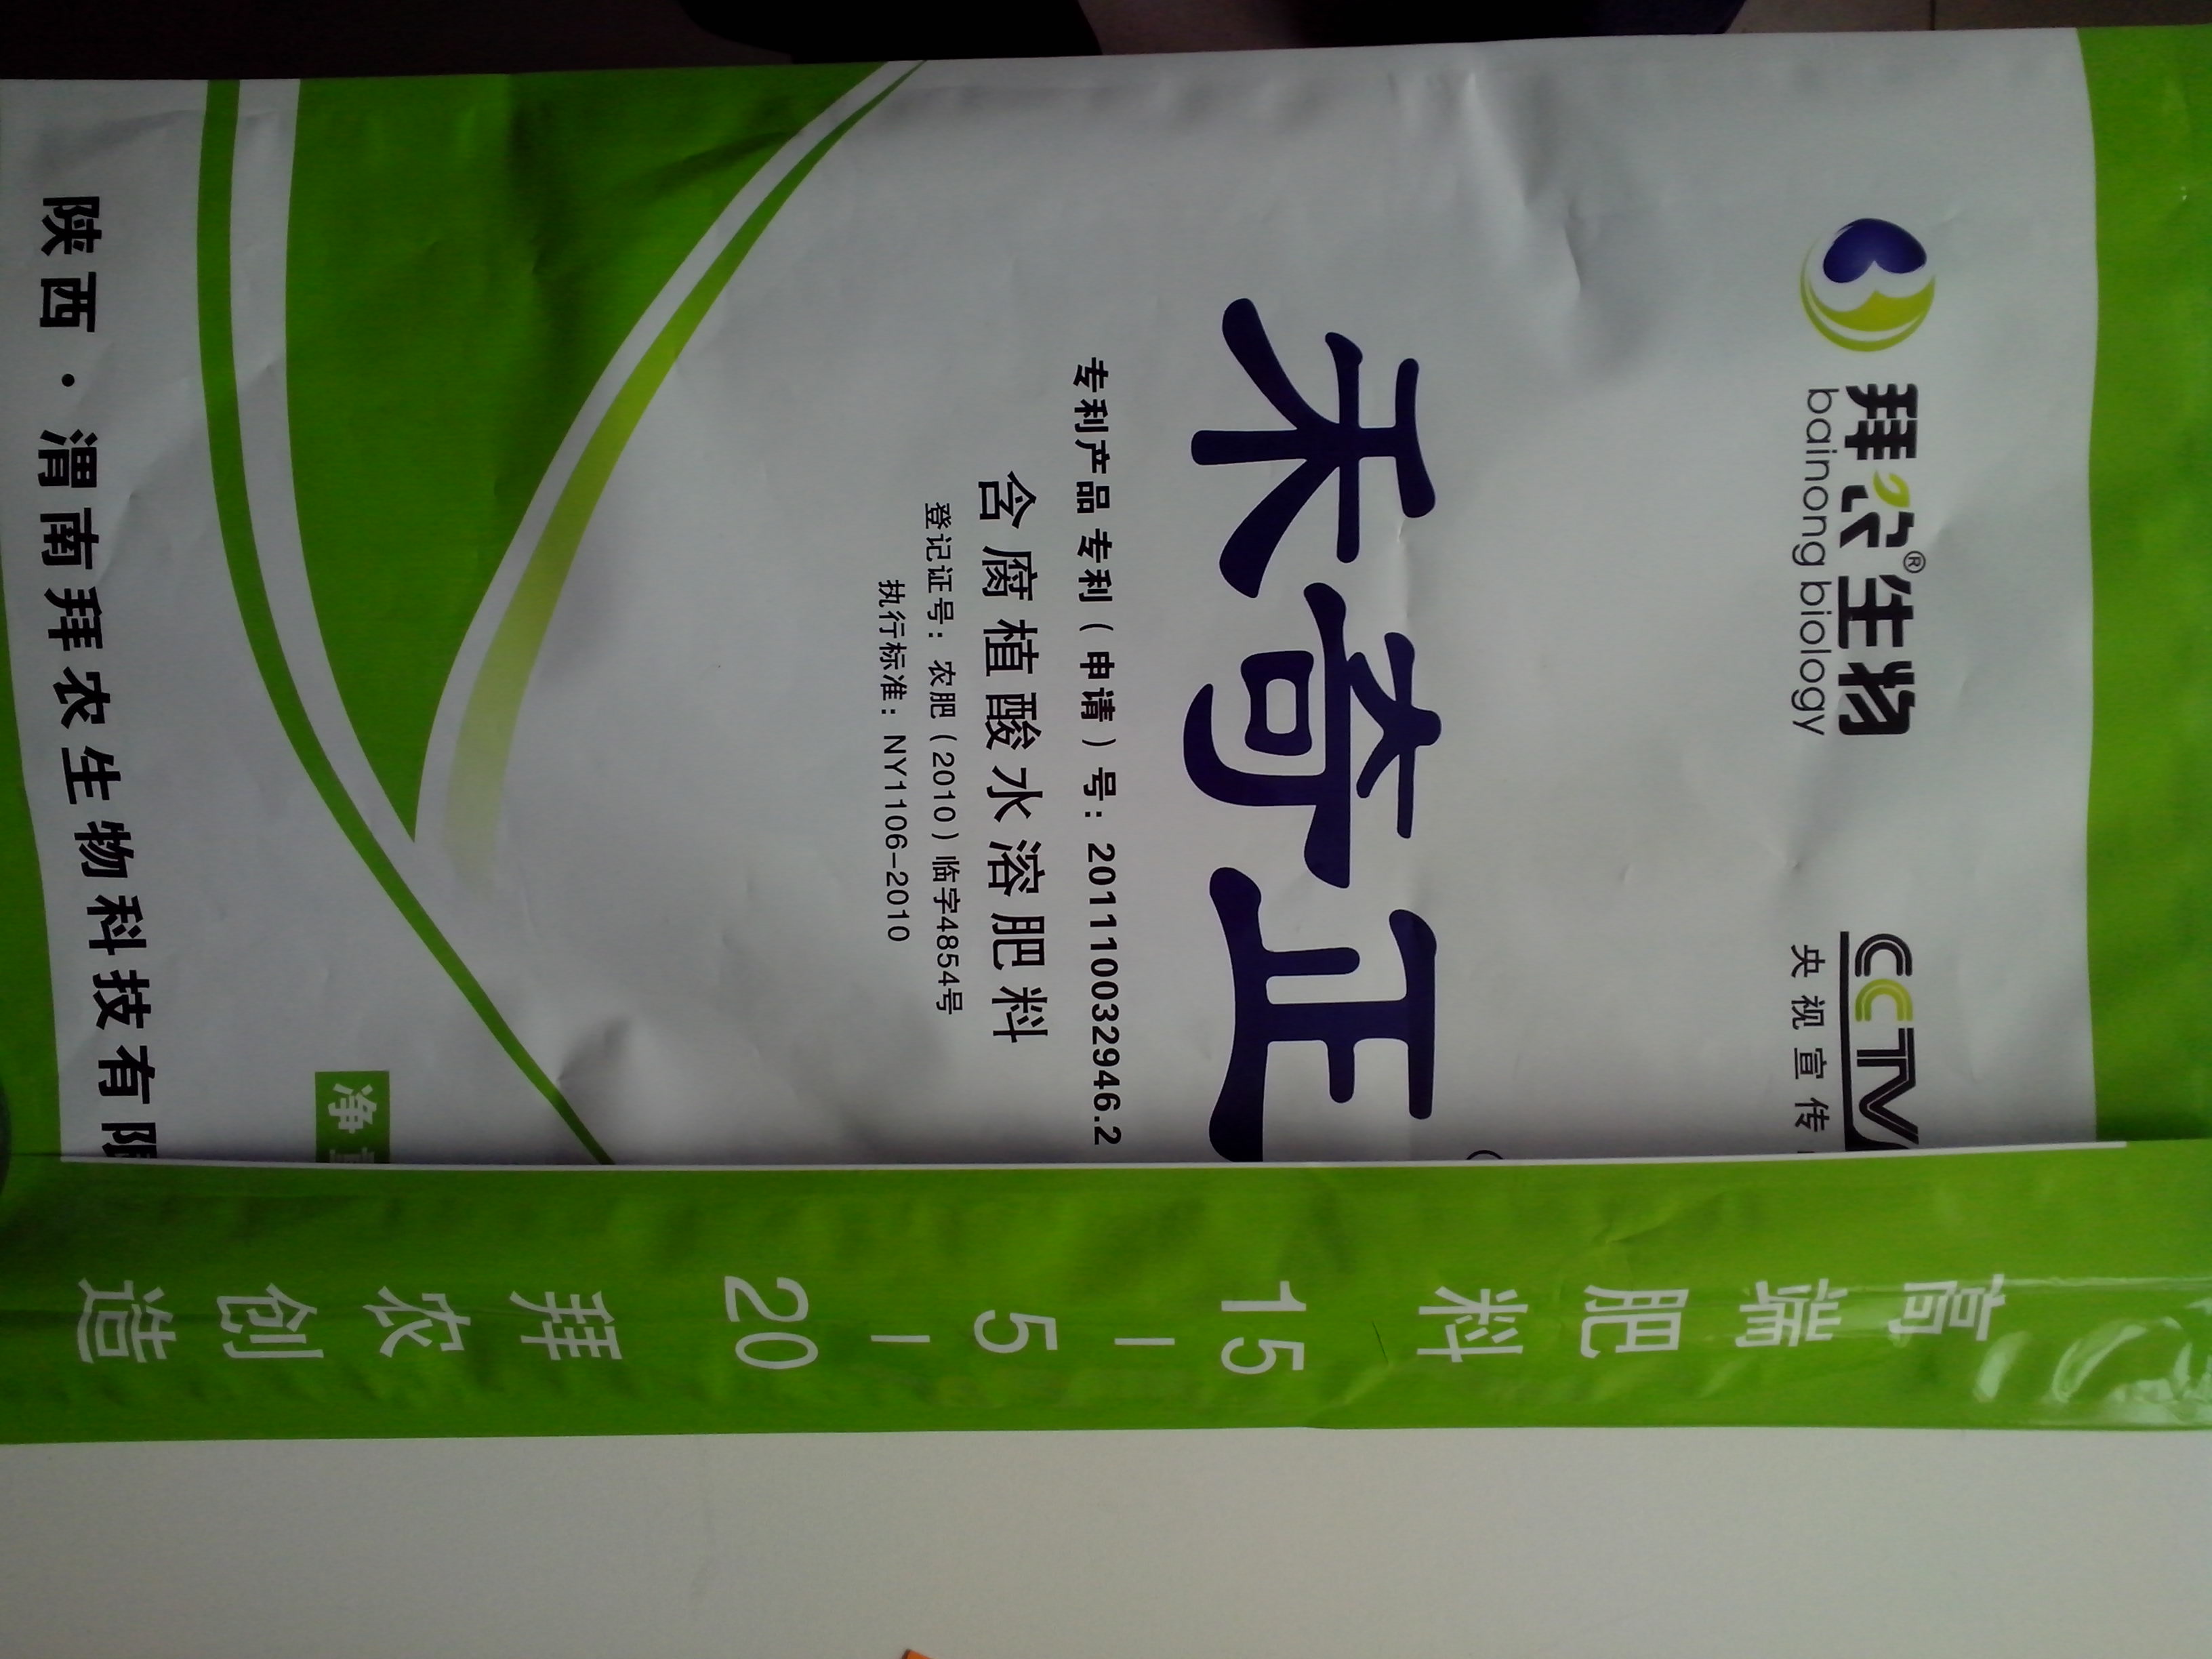 拜农®生物
bainong biology
CCTV
央视宣传
禾奇正
专利产品 专利(申请)号:201110032946.2
含腐植酸水溶肥料
登记证号:农肥(2010)临字4854号
执行标准:NY1106-2010
净
陕西·渭南拜农生物科技有限
高端肥料 15-5-20 拜农创造